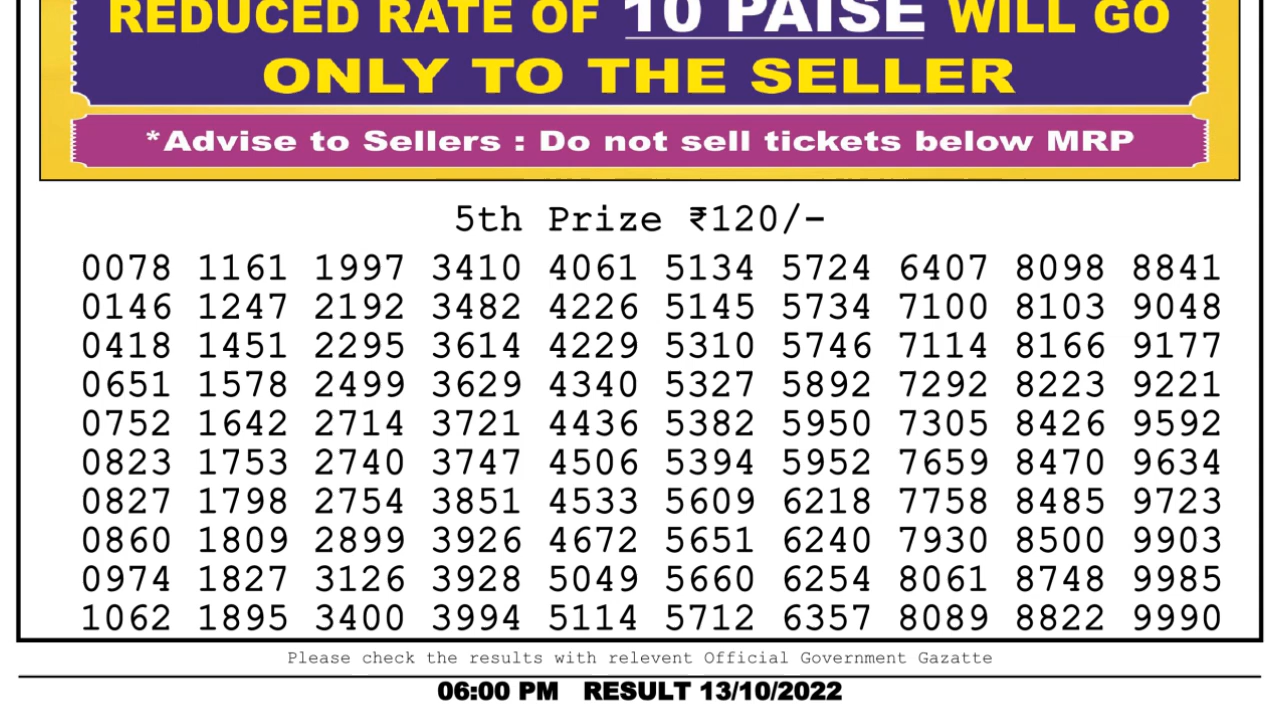 REDUCED RATE OF 10 PAISE WILL GO
ONLY TO THE SELLER
*Advise to Sellers : Do not sell tickets below MRP
5th Prize ₹120/-
0078 1161 1997 3410 4061 5134 5724 6407 8098 8841
0146 1247 2192 3482 4226 5145 5734 7100 8103 9048
0418 1451 2295 3614 4229 5310 5746 7114 8166 9177
0651 1578 2499 3629 4340 5327 5892 7292 8223 9221
0752 1642 2714 3721 4436 5382 5950 7305 8426 9592
0823 1753 2740 3747 4506 5394 5952 7659 8470 9634
0827 1798 2754 3851 4533 5609 6218 7758 8485 9723
0860 1809 2899 3926 4672 5651 6240 7930 8500 9903
0974 1827 3126 3928 5049 5660 6254 8061 8748 9985
1062 1895 3400 3994 5114 5712 6357 8089 8822 9990
Please check the results with relevent Official Government Gazatte
06:00 PM RESULT 13/10/2022